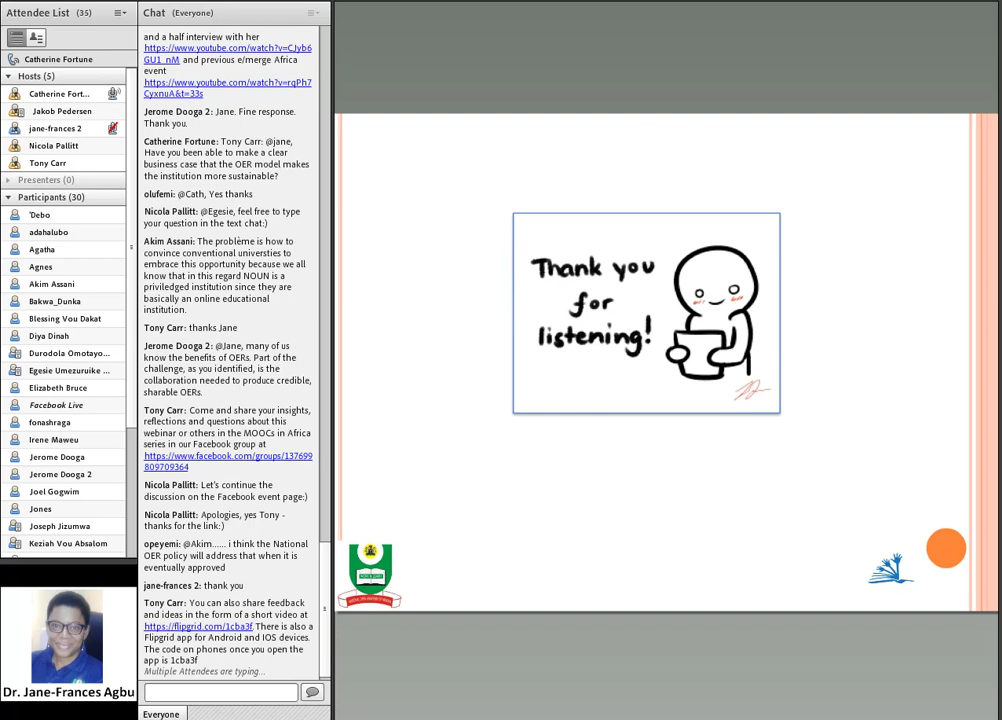 Attendee List (35)
Catherine Fortune
Hosts (5)
Catherine Fort...
Jakob Pedersen
jane-frances 2
Nicola Pallitt
Tony Carr
Presenters (0)
Participants (30)
'Debo
adahalubo
Agatha
Agnes
Akim Assani
Bakwa_Dunka
Blessing Vou Dakat
Diya Dinah
Durodola Omotayo...
Egesie Umezuruike ...
Elizabeth Bruce
Facebook Live
fonashraga
Irene Maweu
Jerome Dooga
Jerome Dooga 2
Joel Gogwim
Jones
Joseph Jizumwa
Keziah Vou Absalom
Dr. Jane-Frances Agbu
Chat (Everyone)
and a half interview with her
https://www.youtube.com/watch?v=CJyb6
GU1_nM and previous e/merge Africa
event
https://www.youtube.com/watch?v=rqPh7
CyxnuA&t=33s
Jerome Dooga 2: Jane. Fine response.
Thank you.
Catherine Fortune: Tony Carr: @jane,
Have you been able to make a clear
business case that the OER model makes
the institution more sustainable?
olufemi: @Cath, Yes thanks
Nicola Pallitt: @Egesie, feel free to type
your question in the text chat:)
Akim Assani: The problème is how to
convince conventional universties to
embrace this opportunity because we all
know that in this regard NOUN is a
priviledged institution since they are
basically an online educational
institution.
Tony Carr: thanks Jane
Jerome Dooga 2: @Jane, many of us
know the benefits of OERs. Part of the
challenge, as you identified, is the
collaboration needed to produce credible,
sharable OERs.
Tony Carr: Come and share your insights,
reflections and questions about this
webinar or others in the MOOCs in Africa
series in our Facebook group at
https://www.facebook.com/groups/137699
809709364
Nicola Pallitt: Let's continue the
discussion on the Facebook event page:)
Nicola Pallitt: Apologies, yes Tony -
thanks for the link:)
opeyemi: @Akim...... i think the National
OER policy will address that when it is
eventually approved
jane-frances 2: thank you
Tony Carr: You can also share feedback
and ideas in the form of a short video at
https://flipgrid.com/1cba3f. There is also a
Flipgrid app for Android and IOS devices.
The code on phones once you open the
app is 1cba3f
Multiple Attendees are typing...
Everyone
Thank you
for
listening!